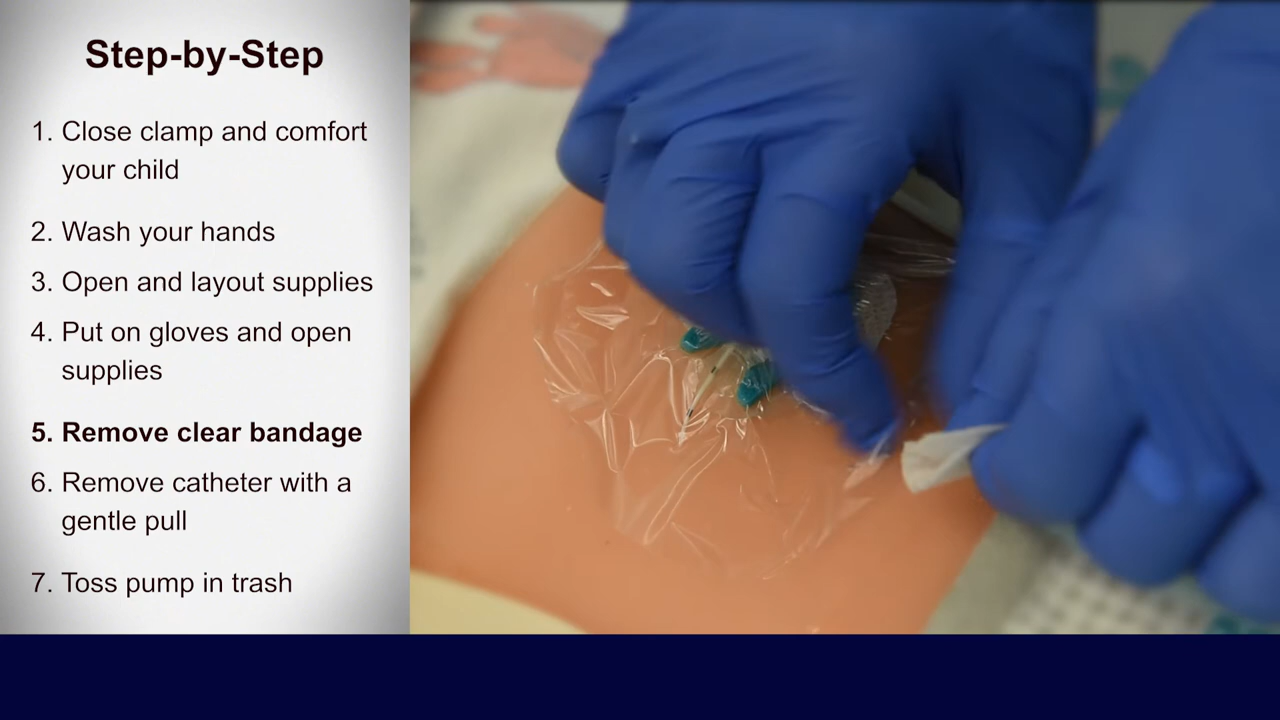 Step-by-Step
1. Close clamp and comfort
your child
2. Wash your hands
3. Open and layout supplies
4. Put on gloves and open
supplies
5. Remove clear bandage
6. Remove catheter with a
gentle pull
7. Toss pump in trash